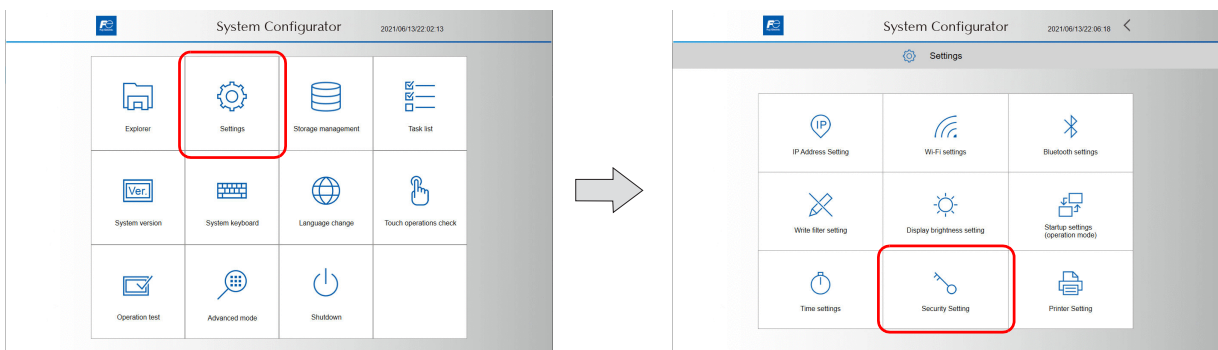 System Configurator
2021/06/13/22:02:13
Explorer
Settings
Storage management
Task list
Ver.
System version
System keyboard
Language change
Touch operations check
Operation test
Advanced mode
Shutdown
System Configurator
2021/06/13/22:06:18
Settings
IP
IP Address Setting
Wi-Fi settings
Bluetooth settings
Write filter setting
Display brightness setting
Startup settings
(operation mode)
Time settings
Security Setting
Printer Setting